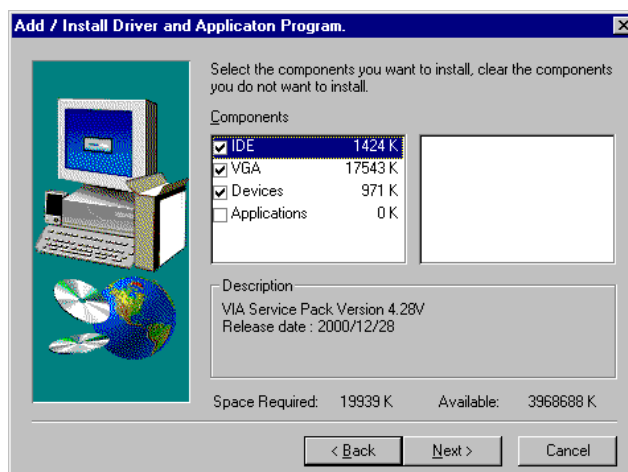 Add / Install Driver and Applicaton Program.
Select the components you want to install, clear the components
you do not want to install.
Components
IDE 1424 K
VGA 17543 K
Devices 971 K
Applications 0 K
Description
VIA Service Pack Version 4.28V
Release date : 2000/12/28
Space Required: 19939 K Available: 3968688 K
< Back Next > Cancel